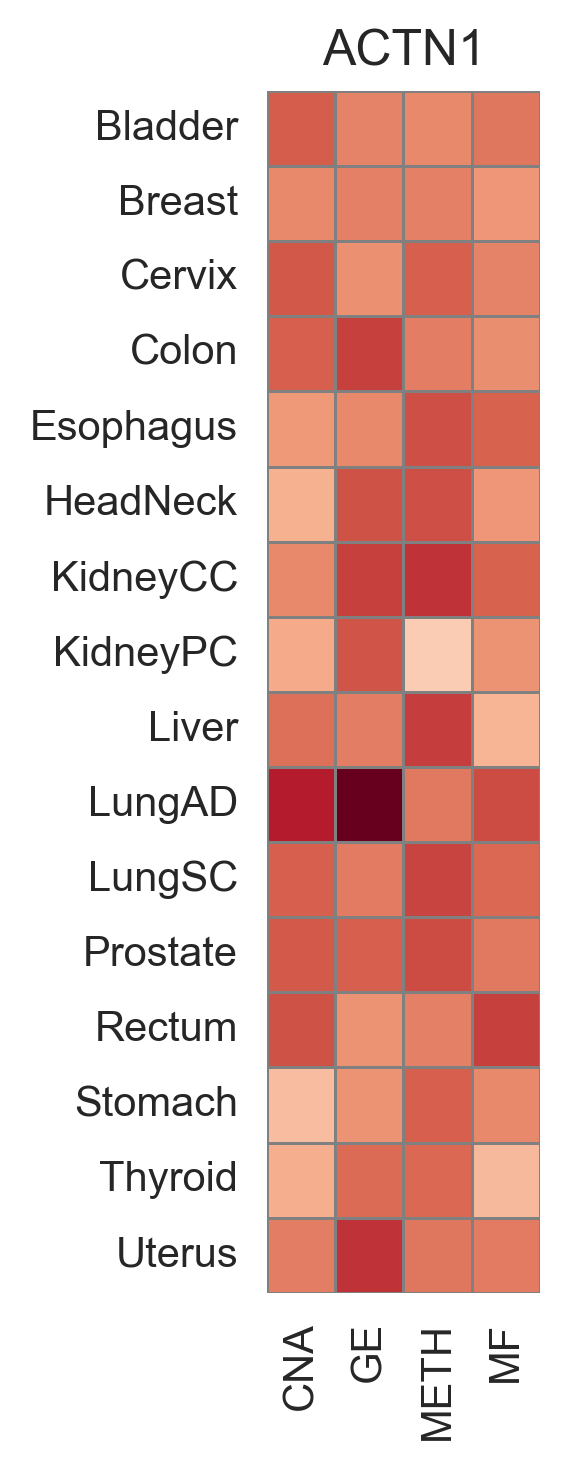 ACTN1
Bladder
Breast
Cervix
Colon
Esophagus
HeadNeck
KidneyCC
KidneyPC
Liver
LungAD
LungSC
Prostate
Rectum
Stomach
Thyroid
Uterus
CNA
GE
METH
MF